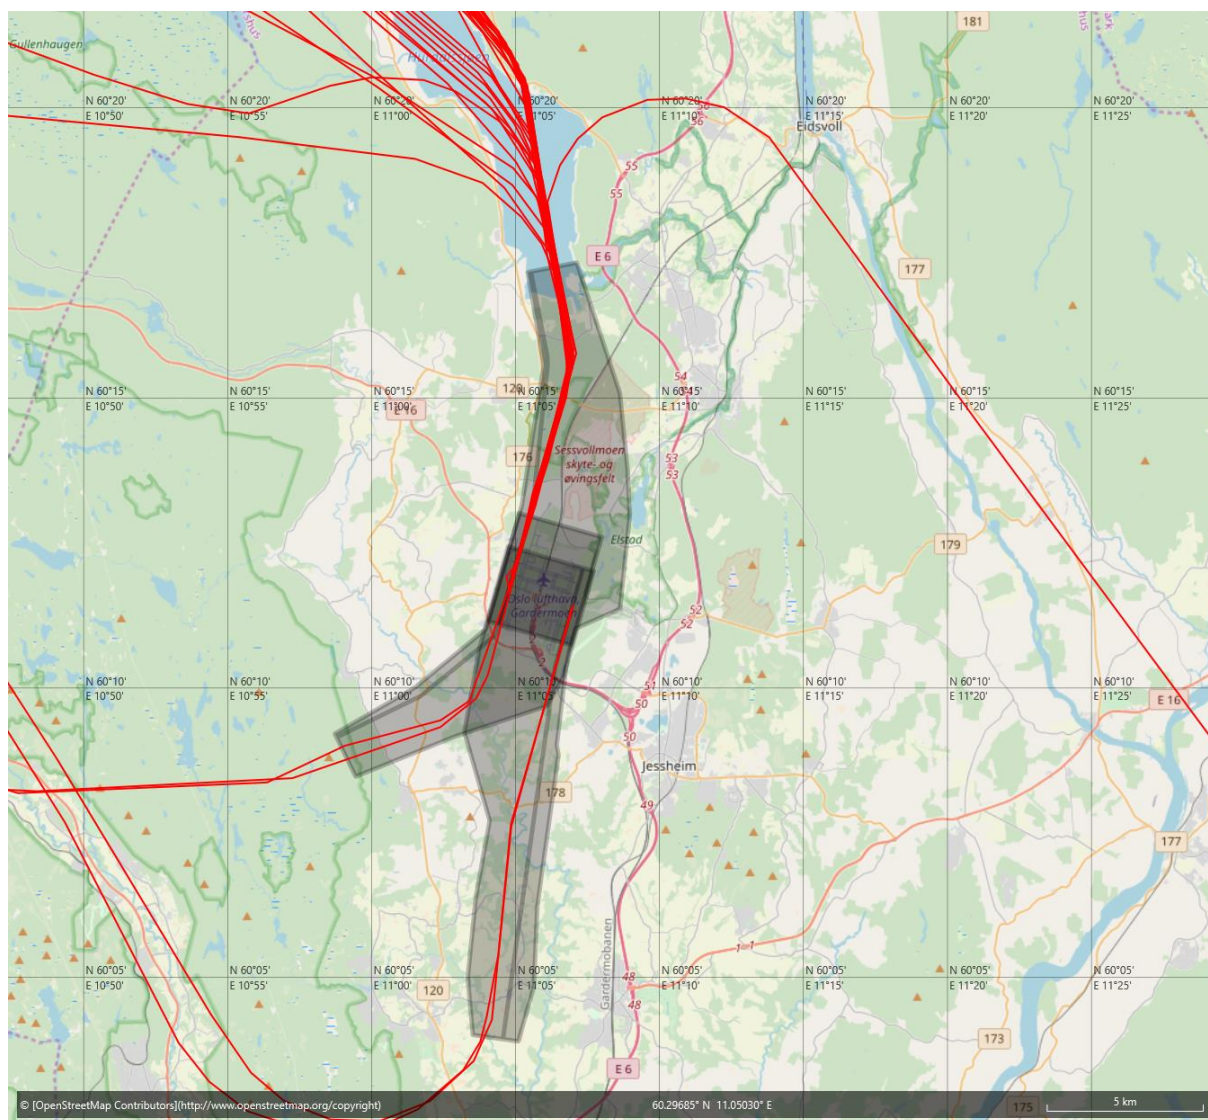 181
Gullenhaugen
Hurdalsjøen
N 60°20'
E 10°50'
N 60°20'
E 10°55'
N 60°20'
E 11°00'
N 60°20'
E 11°05'
N 60°20'
E 11°10'
N 60°20'
E 11°15'
N 60°20'
E 11°20'
N 60°20'
E 11°25'
56
56
Eidsvoll
55
55
E 6
177
54
54
N 60°15'
E 10°50'
N 60°15'
E 10°55'
N 60°15'
E 11°00'
N 60°15'
E 11°05'
N 60°15'
E 11°10'
N 60°15'
E 11°15'
N 60°15'
E 11°20'
N 60°15'
E 11°25'
120
E 16
176
Sessvollmoen
skyte- og
øvingsfelt
53
53
Elstad
179
Oslo lufthavn,
Gardermoen
52
52
N 60°10'
E 10°50'
N 60°10'
E 10°55'
N 60°10'
E 11°00'
N 60°10'
E 11°05'
N 60°10'
E 11°10'
N 60°10'
E 11°15'
N 60°10'
E 11°20'
N 60°10'
E 11°25'
51
50
50
E 16
Jessheim
178
49
177
Gardermobanen
1-1
N 60°05'
E 10°50'
N 60°05'
E 10°55'
N 60°05'
E 11°00'
N 60°05'
E 11°05'
N 60°05'
E 11°10'
N 60°05'
E 11°15'
N 60°05'
E 11°20'
N 60°05'
E 11°25'
120
48
48
173
E 6
175
© [OpenStreetMap Contributors](http://www.openstreetmap.org/copyright)
60.29685° N 11.05030° E
5 km